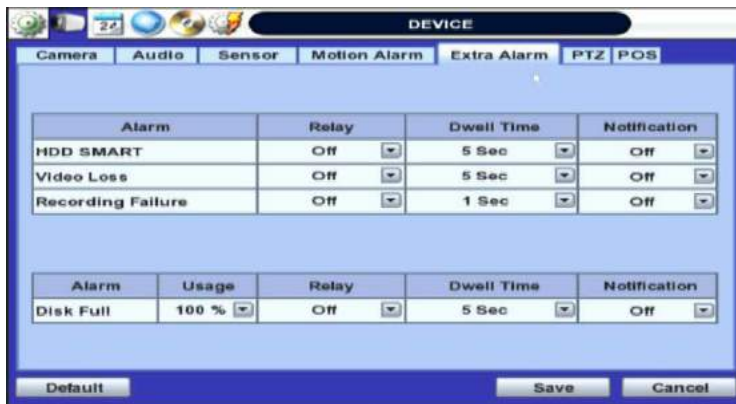 24
DEVICE
Camera Audio Sensor Motion Alarm Extra Alarm PTZ POS
Alarm Relay Dwell Time Notification
HDD SMART Off 5 Sec Off
Video Loss Off 5 Sec Off
Recording Failure Off 1 Sec Off
Alarm Usage Relay Dwell Time Notification
Disk Full 100 % Off 5 Sec Off
Default Save Cancel